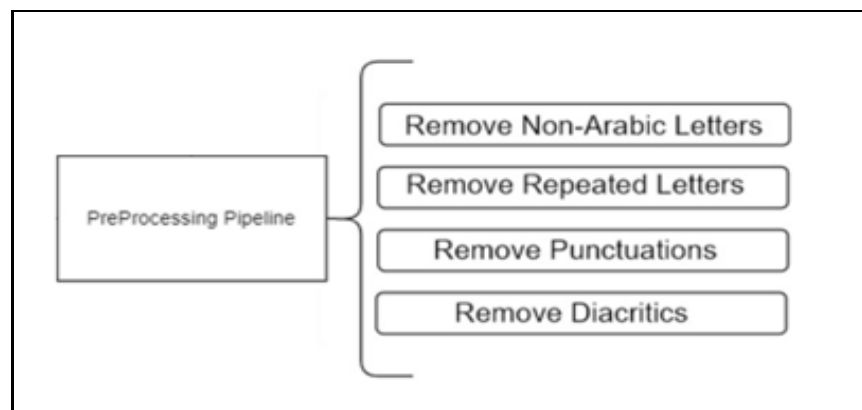 PreProcessing Pipeline
Remove Non-Arabic Letters
Remove Repeated Letters
Remove Punctuations
Remove Diacritics